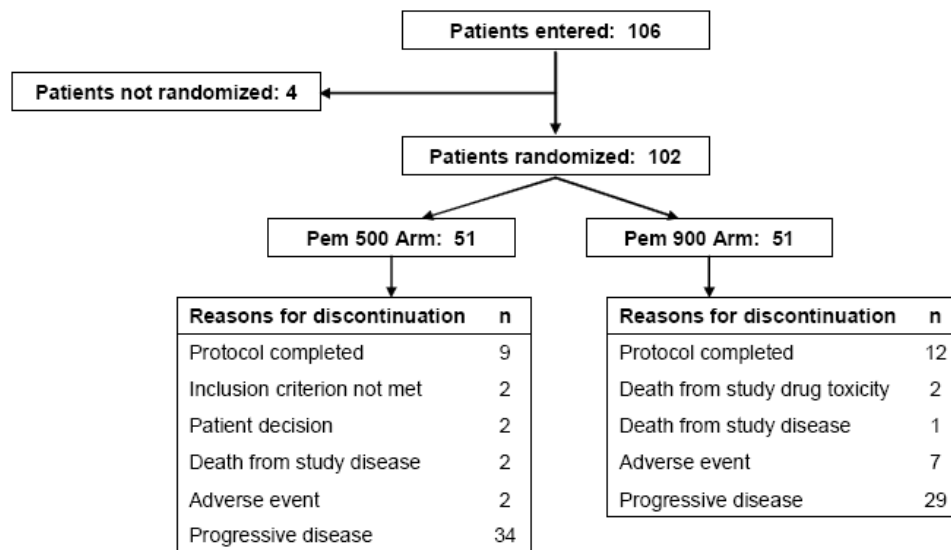 Patients entered: 106
Patients not randomized: 4
Patients randomized: 102
Pem 500 Arm: 51
Pem 900 Arm: 51
Reasons for discontinuation n
Protocol completed 9
Inclusion criterion not met 2
Patient decision 2
Death from study disease 2
Adverse event 2
Progressive disease 34
Reasons for discontinuation n
Protocol completed 12
Death from study drug toxicity 2
Death from study disease 1
Adverse event 7
Progressive disease 29